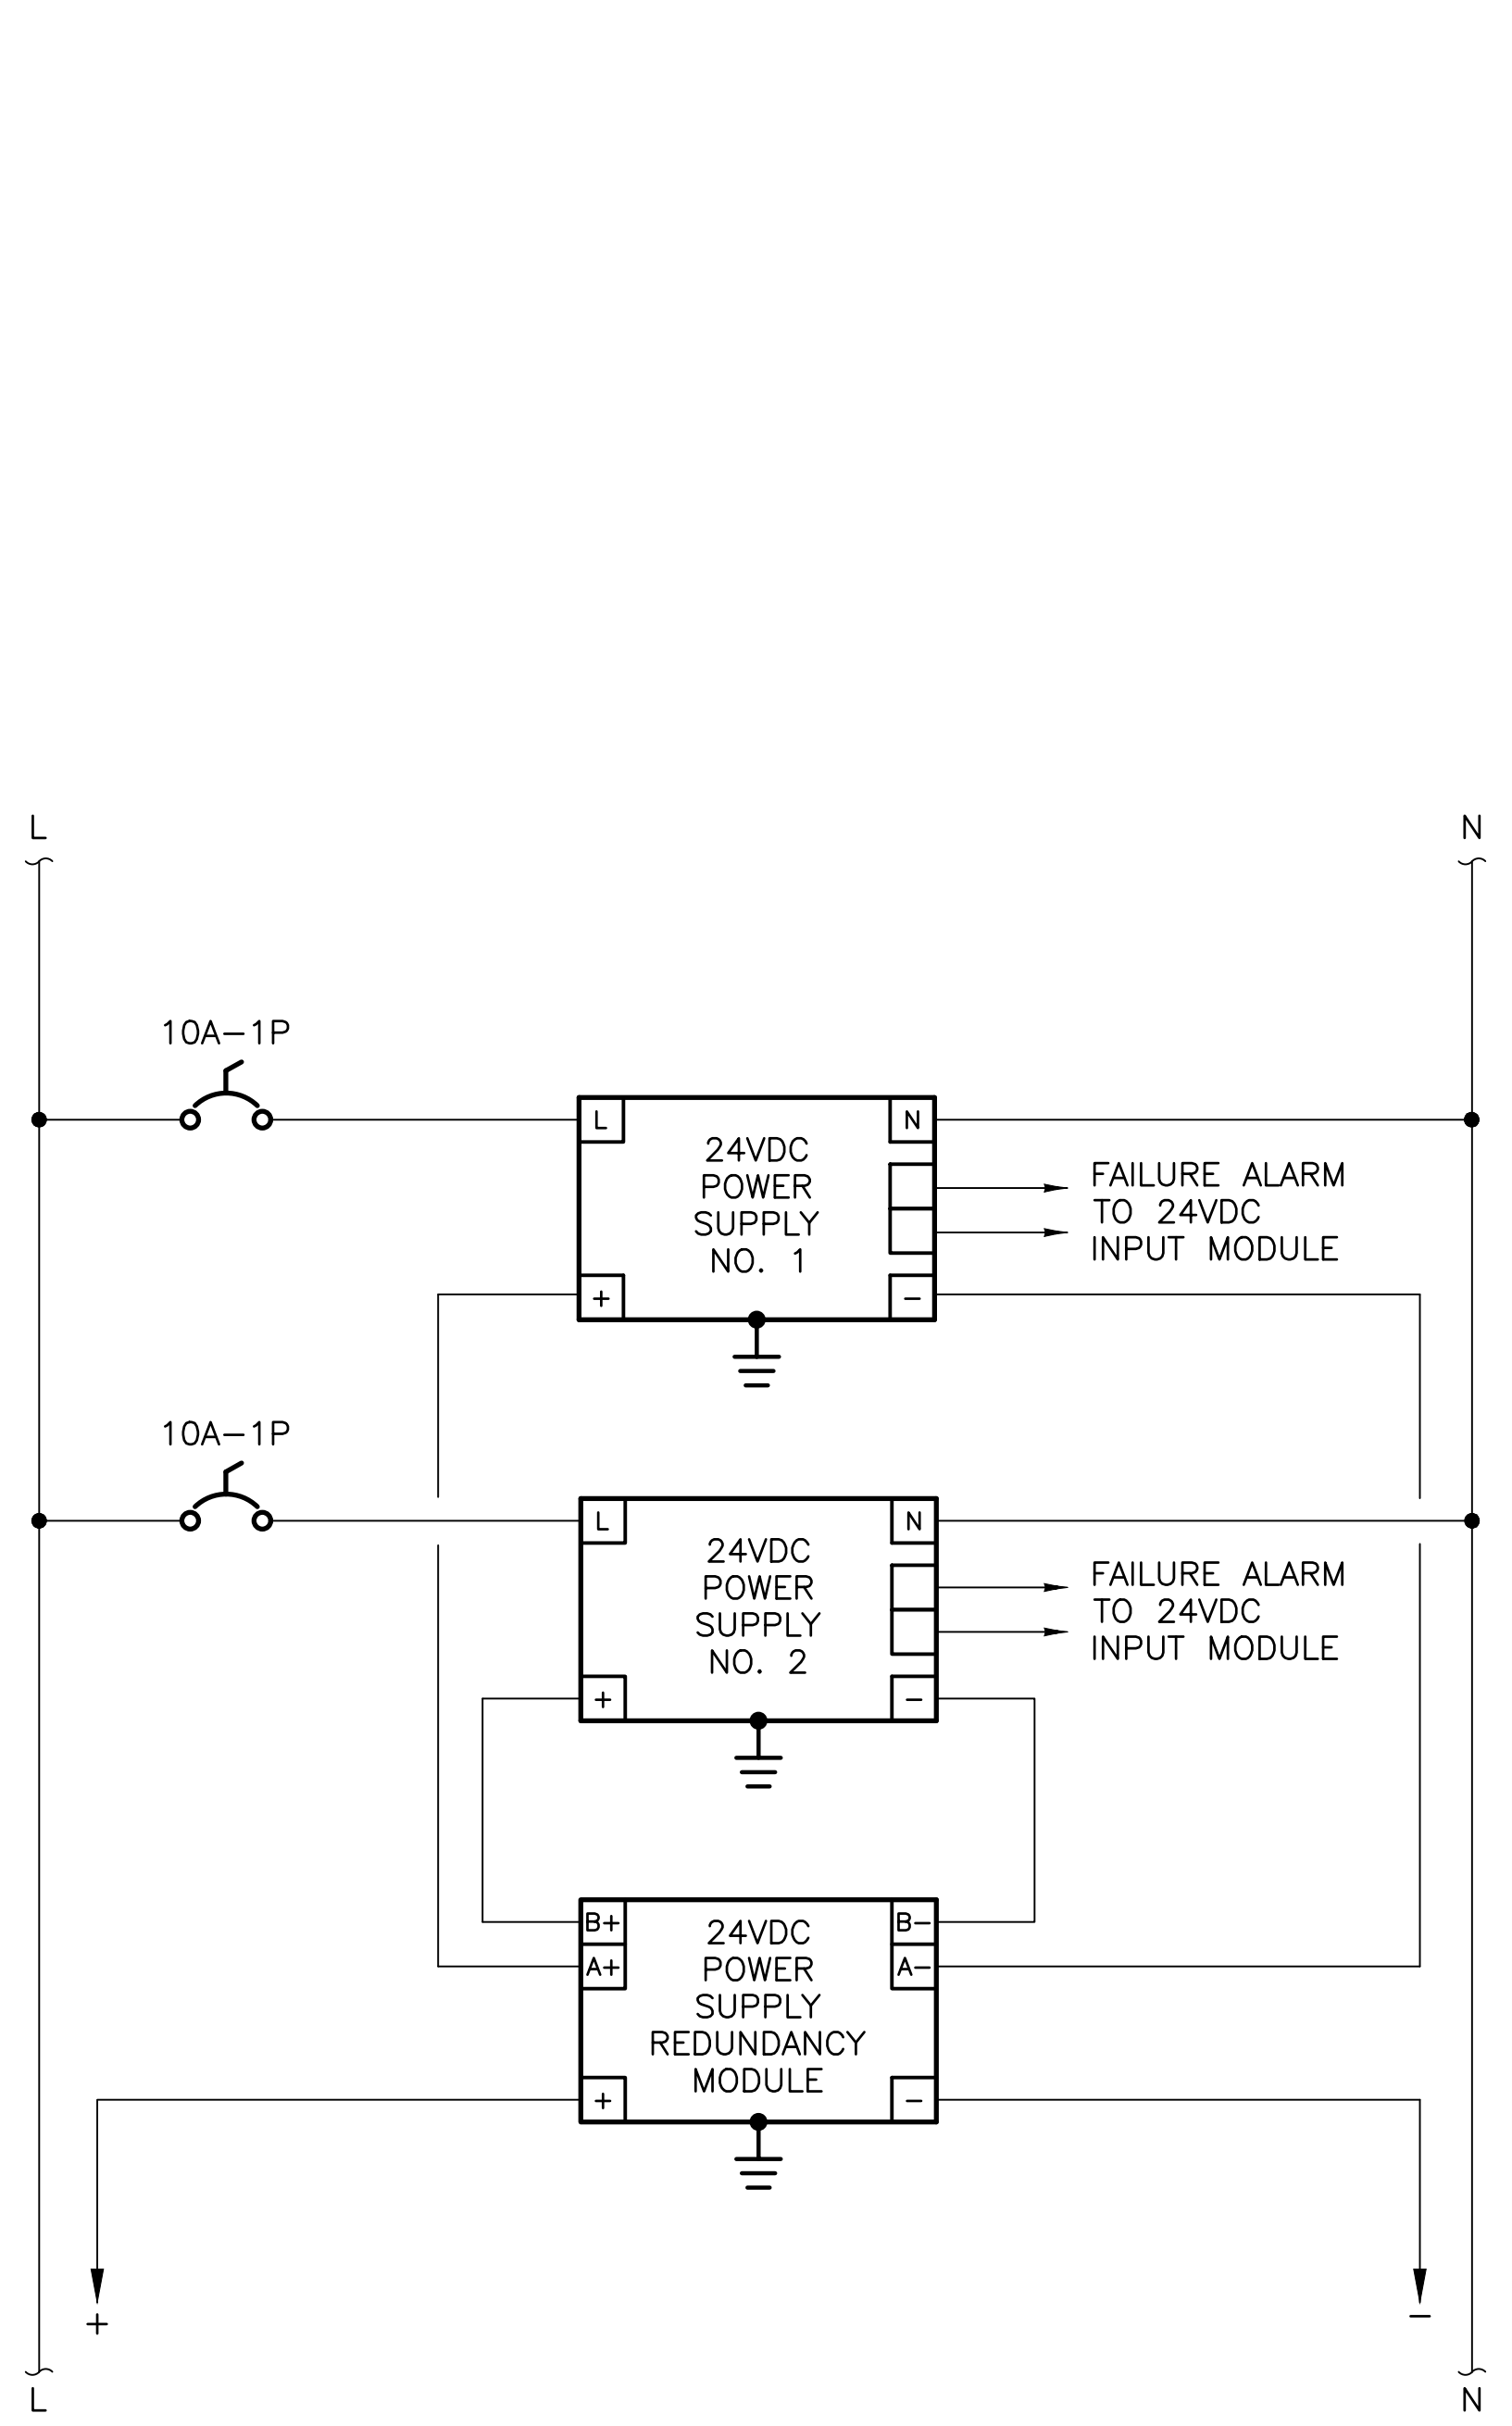 L
N
10A-1P
L
N
24VDC
POWER
SUPPLY
NO. 1
FAILURE ALARM
TO 24VDC
INPUT MODULE
+
-
10A-1P
L
N
24VDC
POWER
SUPPLY
NO. 2
FAILURE ALARM
TO 24VDC
INPUT MODULE
+
-
B+
B-
A+
A-
24VDC
POWER
SUPPLY
REDUNDANCY
MODULE
+
-
+
-
L
N